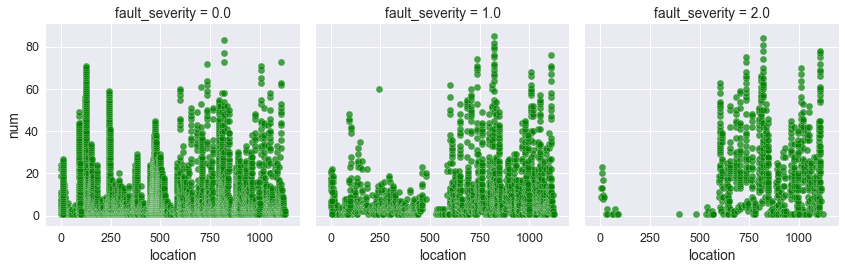 fault_severity = 0.0 fault_severity = 1.0 fault_severity = 2.0
80
60
40
20
0
num
0 250 500 750 1000 0 250 500 750 1000 0 250 500 750 1000
location location location